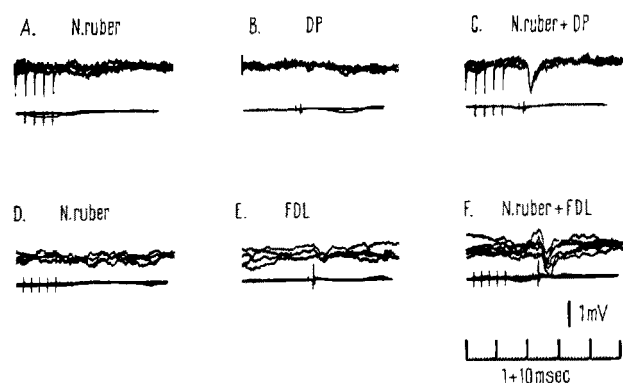 A. N.ruber
B. DP
C. N.ruber + DP
D. N.ruber
E. FDL
F. N.ruber + FDL
1mV
1+10msec